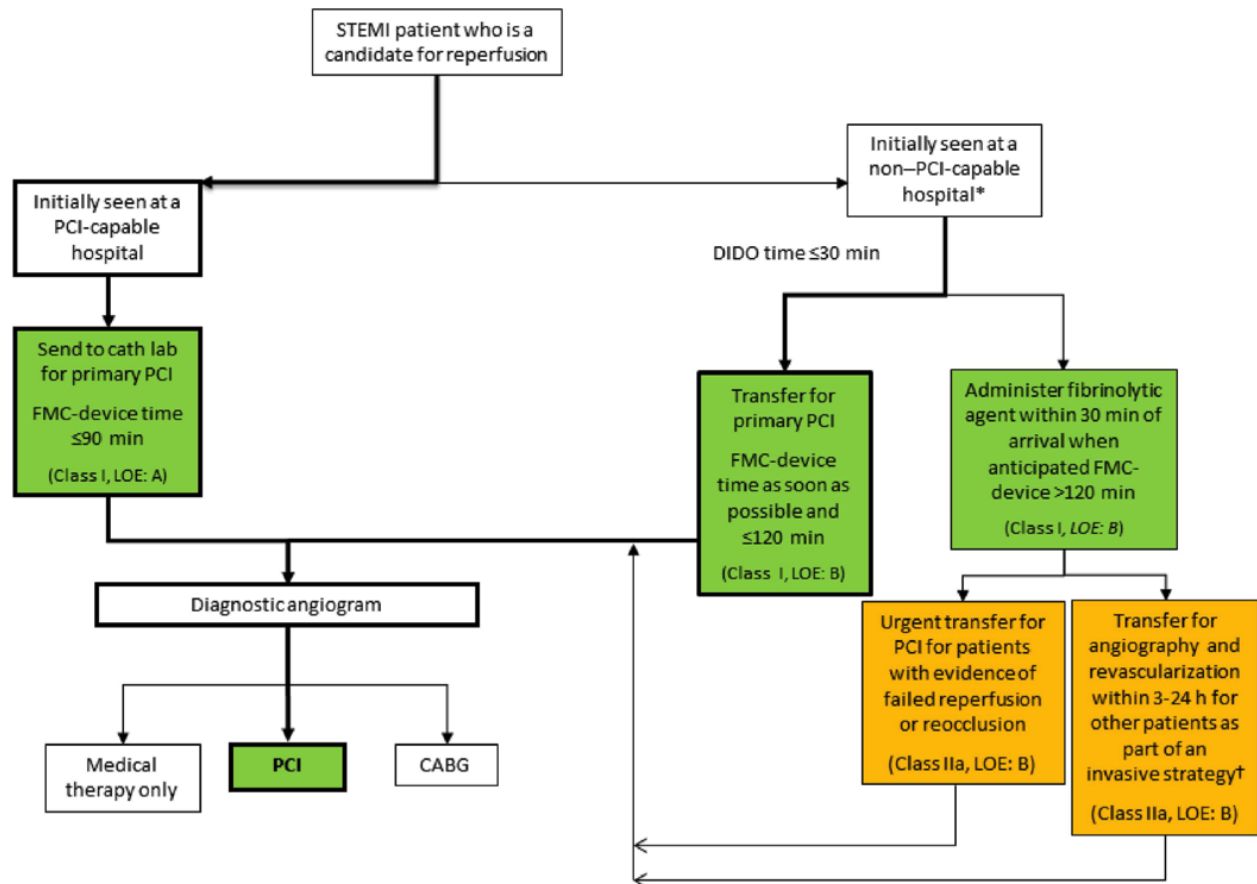 STEMI patient who is a
candidate for reperfusion
Initially seen at a
non–PCI-capable
hospital*
Initially seen at a
PCI-capable
hospital
DIDO time ≤30 min
Send to cath lab
for primary PCI
FMC-device time
≤90 min
(Class I, LOE: A)
Transfer for
primary PCI
FMC-device
time as soon as
possible and
≤120 min
(Class I, LOE: B)
Administer fibrinolytic
agent within 30 min of
arrival when
anticipated FMC-
device >120 min
(Class I, LOE: B)
Diagnostic angiogram
Urgent transfer for
PCI for patients
with evidence of
failed reperfusion
or reocclusion
(Class IIa, LOE: B)
Transfer for
angiography and
revascularization
within 3-24 h for
other patients as
part of an
invasive strategy†
(Class IIa, LOE: B)
Medical
therapy only
PCI
CABG